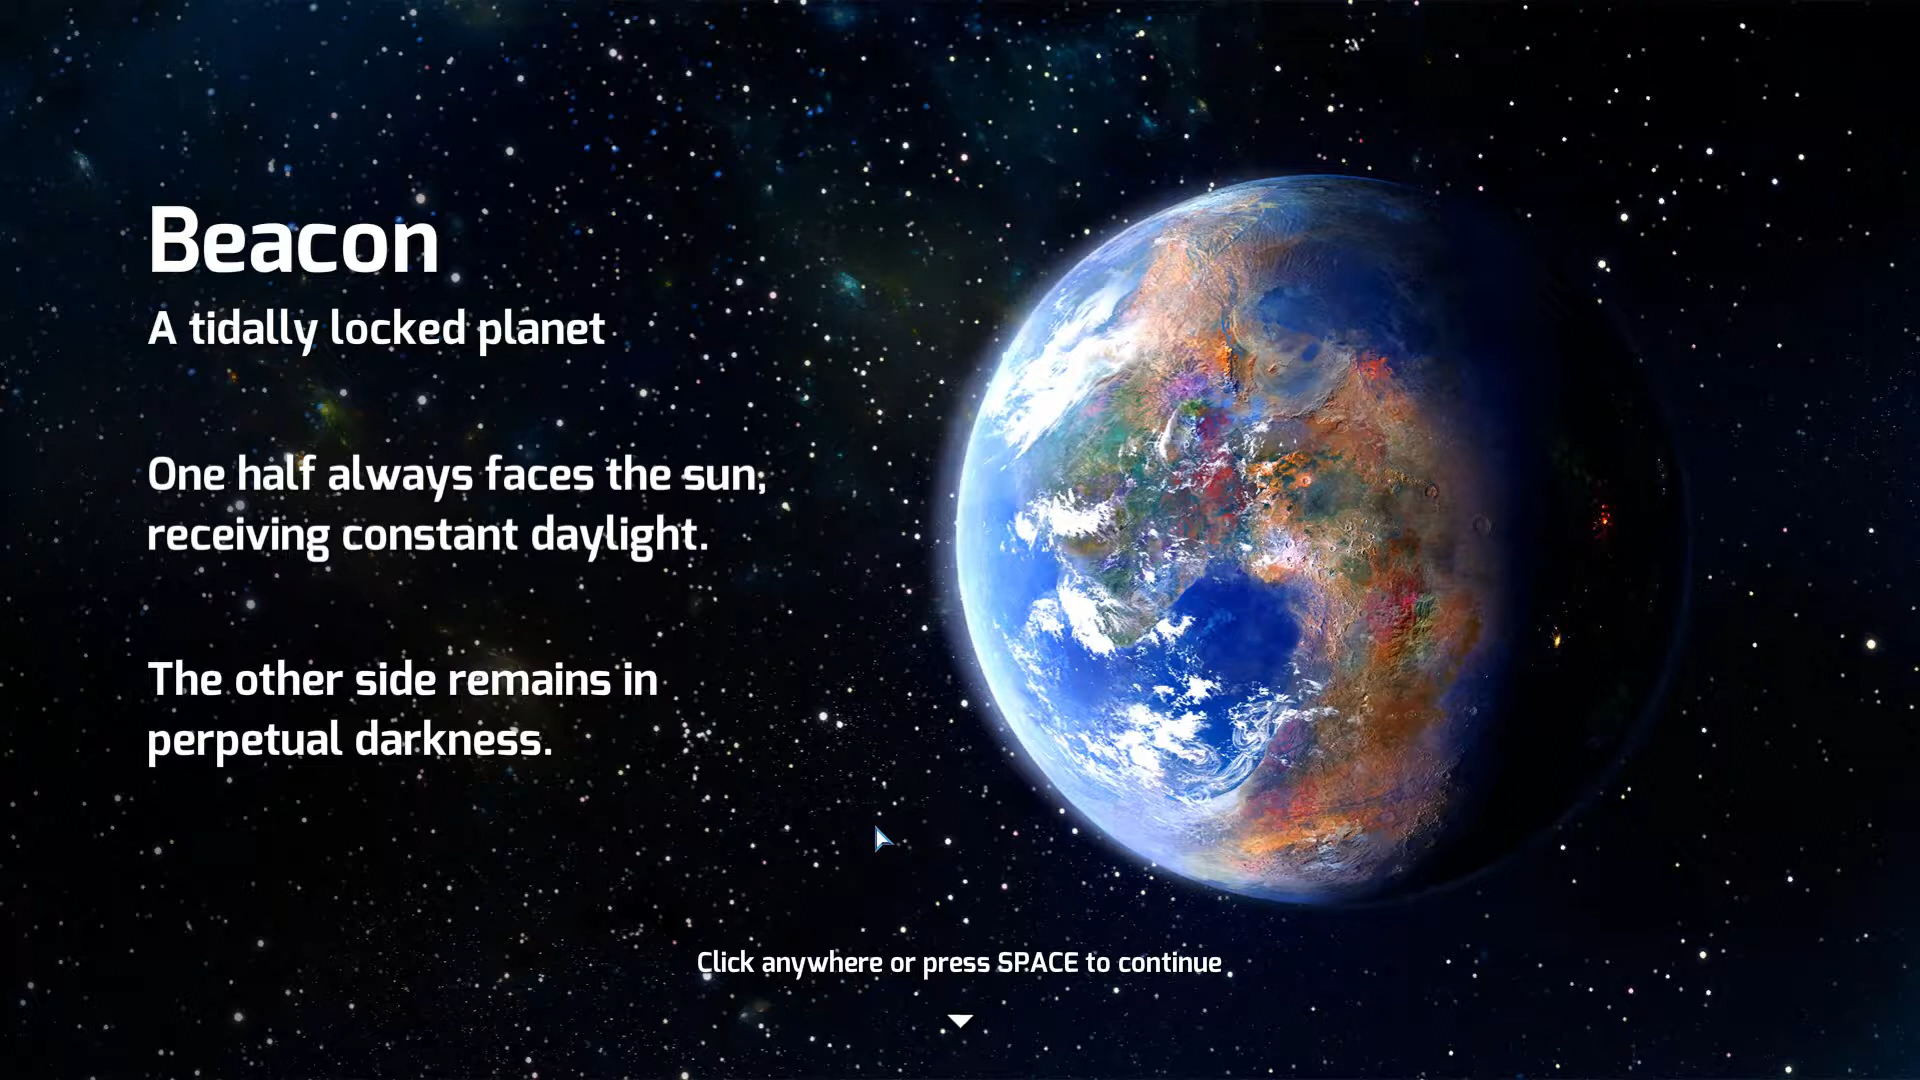 Beacon
A tidally locked planet
One half always faces the sun,
receiving constant daylight.
The other side remains in
perpetual darkness.
Click anywhere or press SPACE to continue